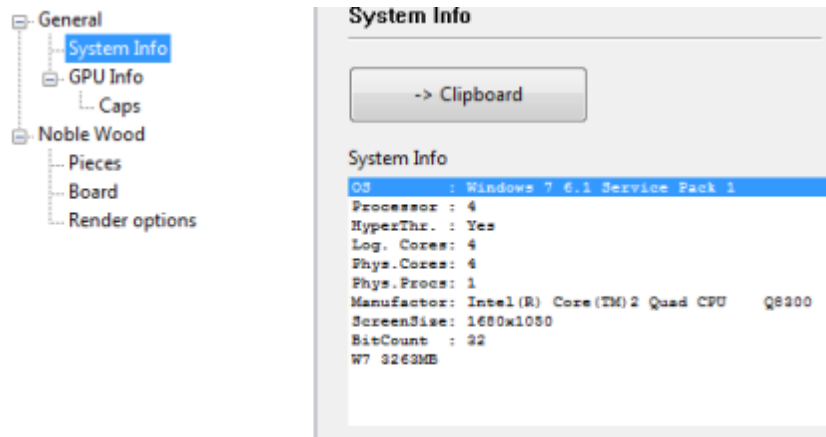 General
System Info
GPU Info
Caps
Noble Wood
Pieces
Board
Render options
System Info
-> Clipboard
System Info
OS : Windows 7 6.1 Service Pack 1
Processor : 4
HyperThr. : Yes
Log. Cores: 4
Phys.Cores: 4
Phys.Procs: 1
Manufactor: Intel(R) Core(TM)2 Quad CPU Q8300
ScreenSize: 1680x1050
BitCount : 32
W7 3263MB